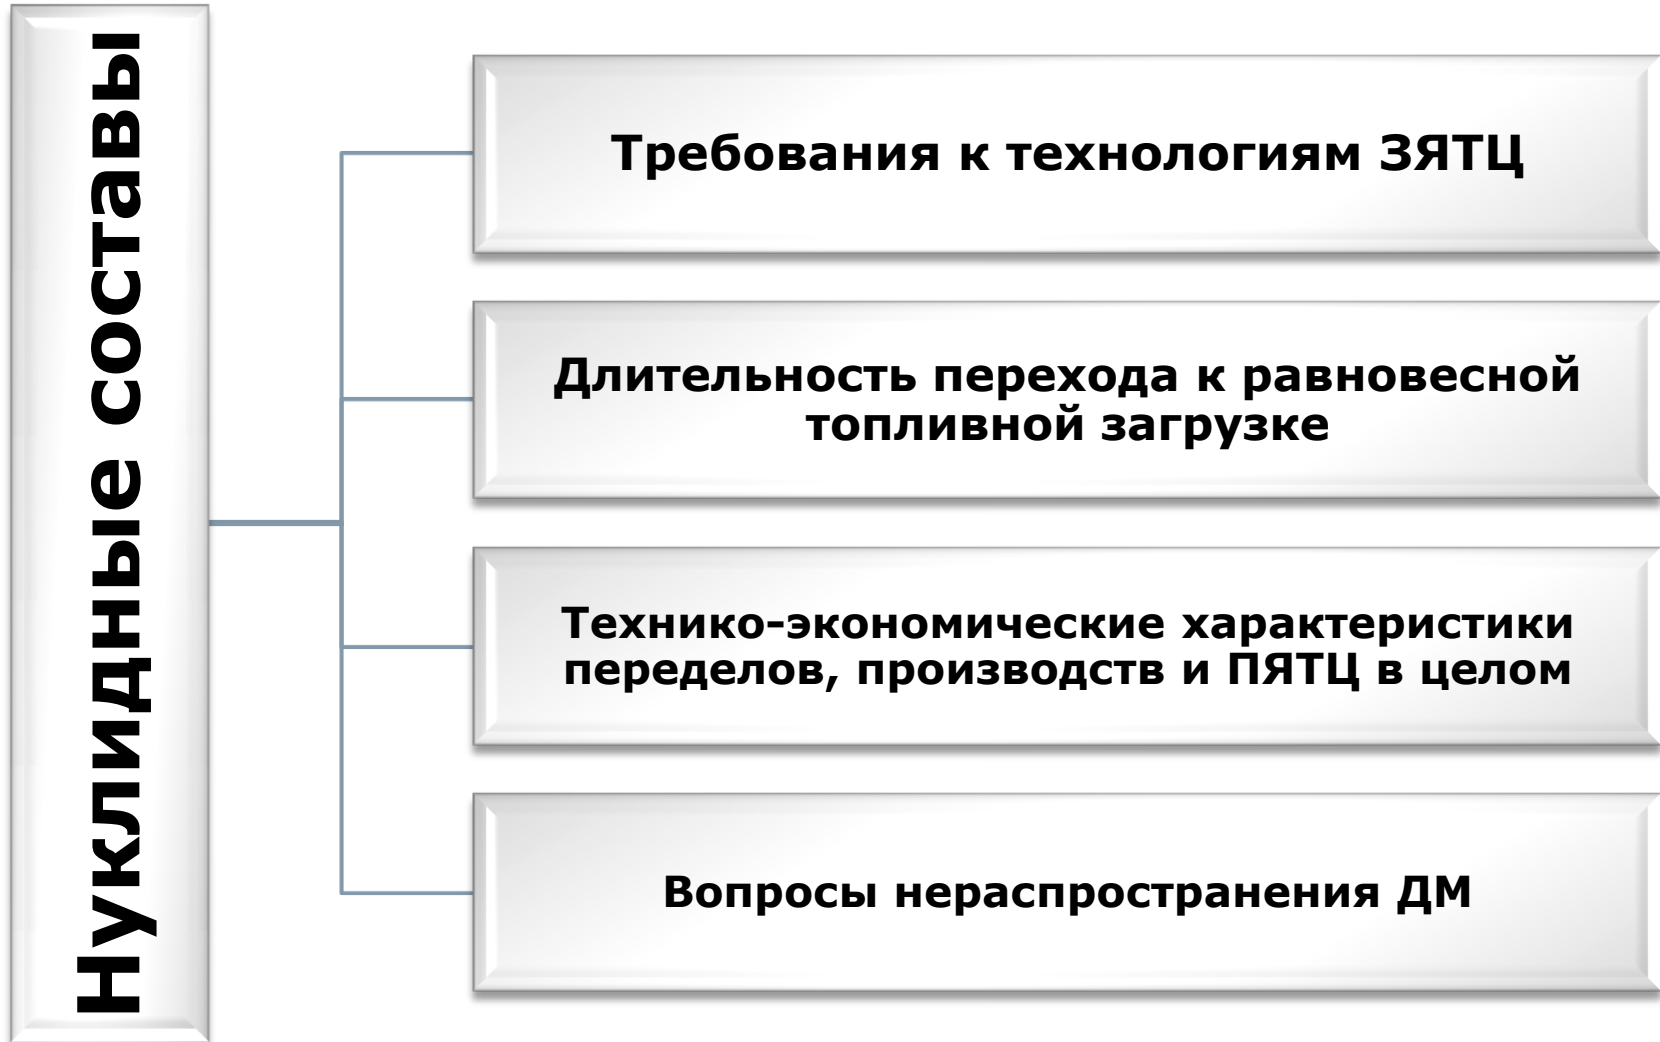 Нуклидные составы
Требования к технологиям ЗЯТЦ
Длительность перехода к равновесной
топливной загрузке
Технико-экономические характеристики
переделов, производств и ПЯТЦ в целом
Вопросы нераспространения ДМ